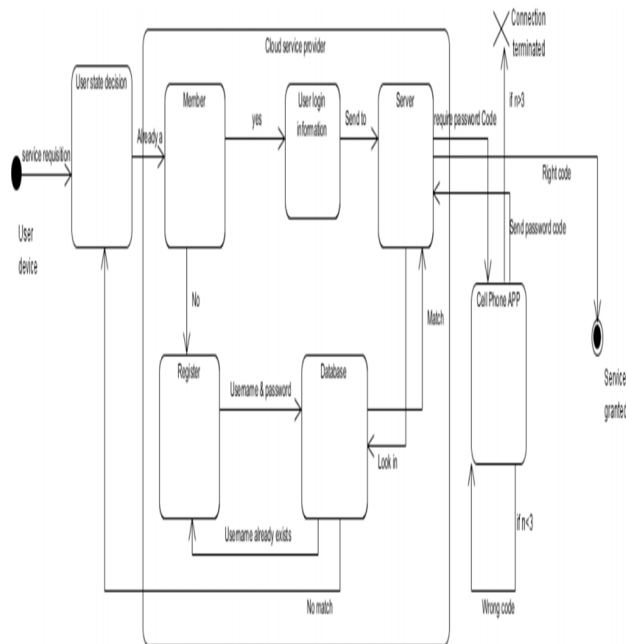 Connection
terminated
Cloud service provider
User state decision
Member
User login
information
Server
if n>3
yes
Send to
require password Code
Already a
service requisition
Right code
Send password code
User
device
Cell Phone APP
No
Match
Register
Database
Service
granted
Username & password
Look in
if n<3
Username already exists
No match
Wrong code